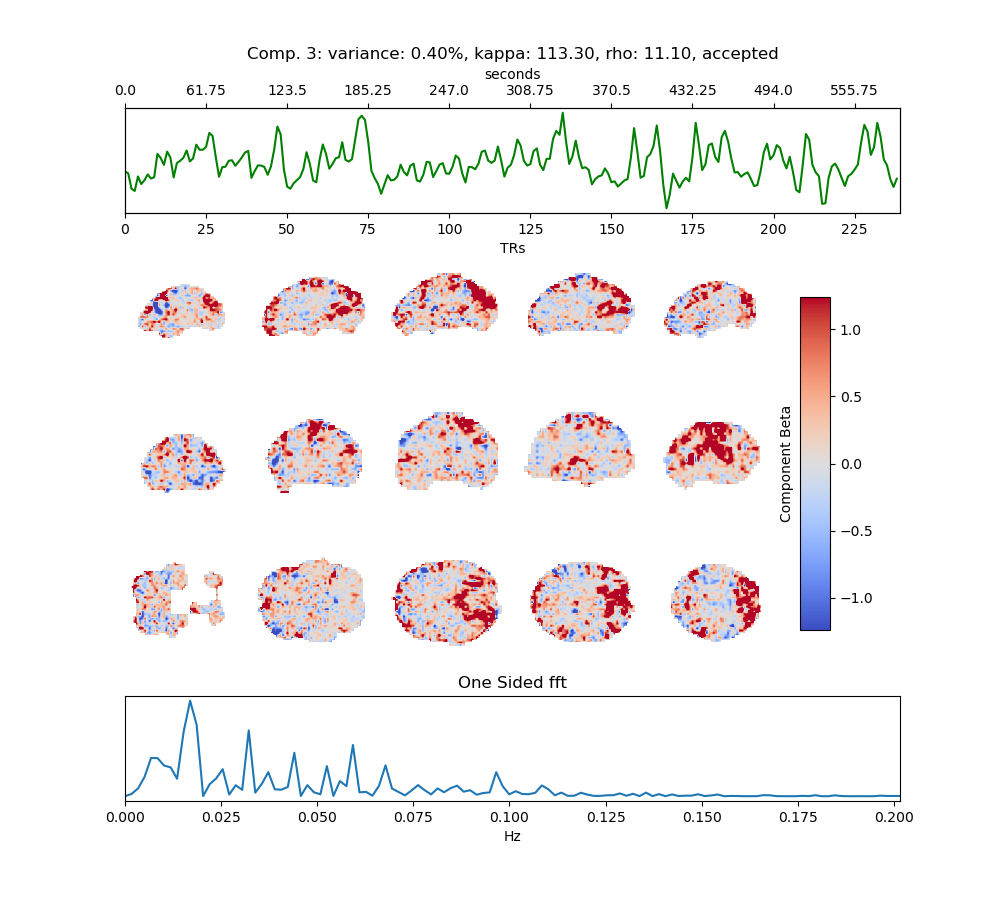 Comp. 3: variance: 0.40%, kappa: 113.30, rho: 11.10, accepted
seconds
0.0 61.75 123.5 185.25 247.0 308.75 370.5 432.25 494.0 555.75
0 25 50 75 100 125 150 175 200 225
TRs
1.0
0.5
0.0
−0.5
−1.0
Component Beta
One Sided fft
0.000 0.025 0.050 0.075 0.100 0.125 0.150 0.175 0.200
Hz